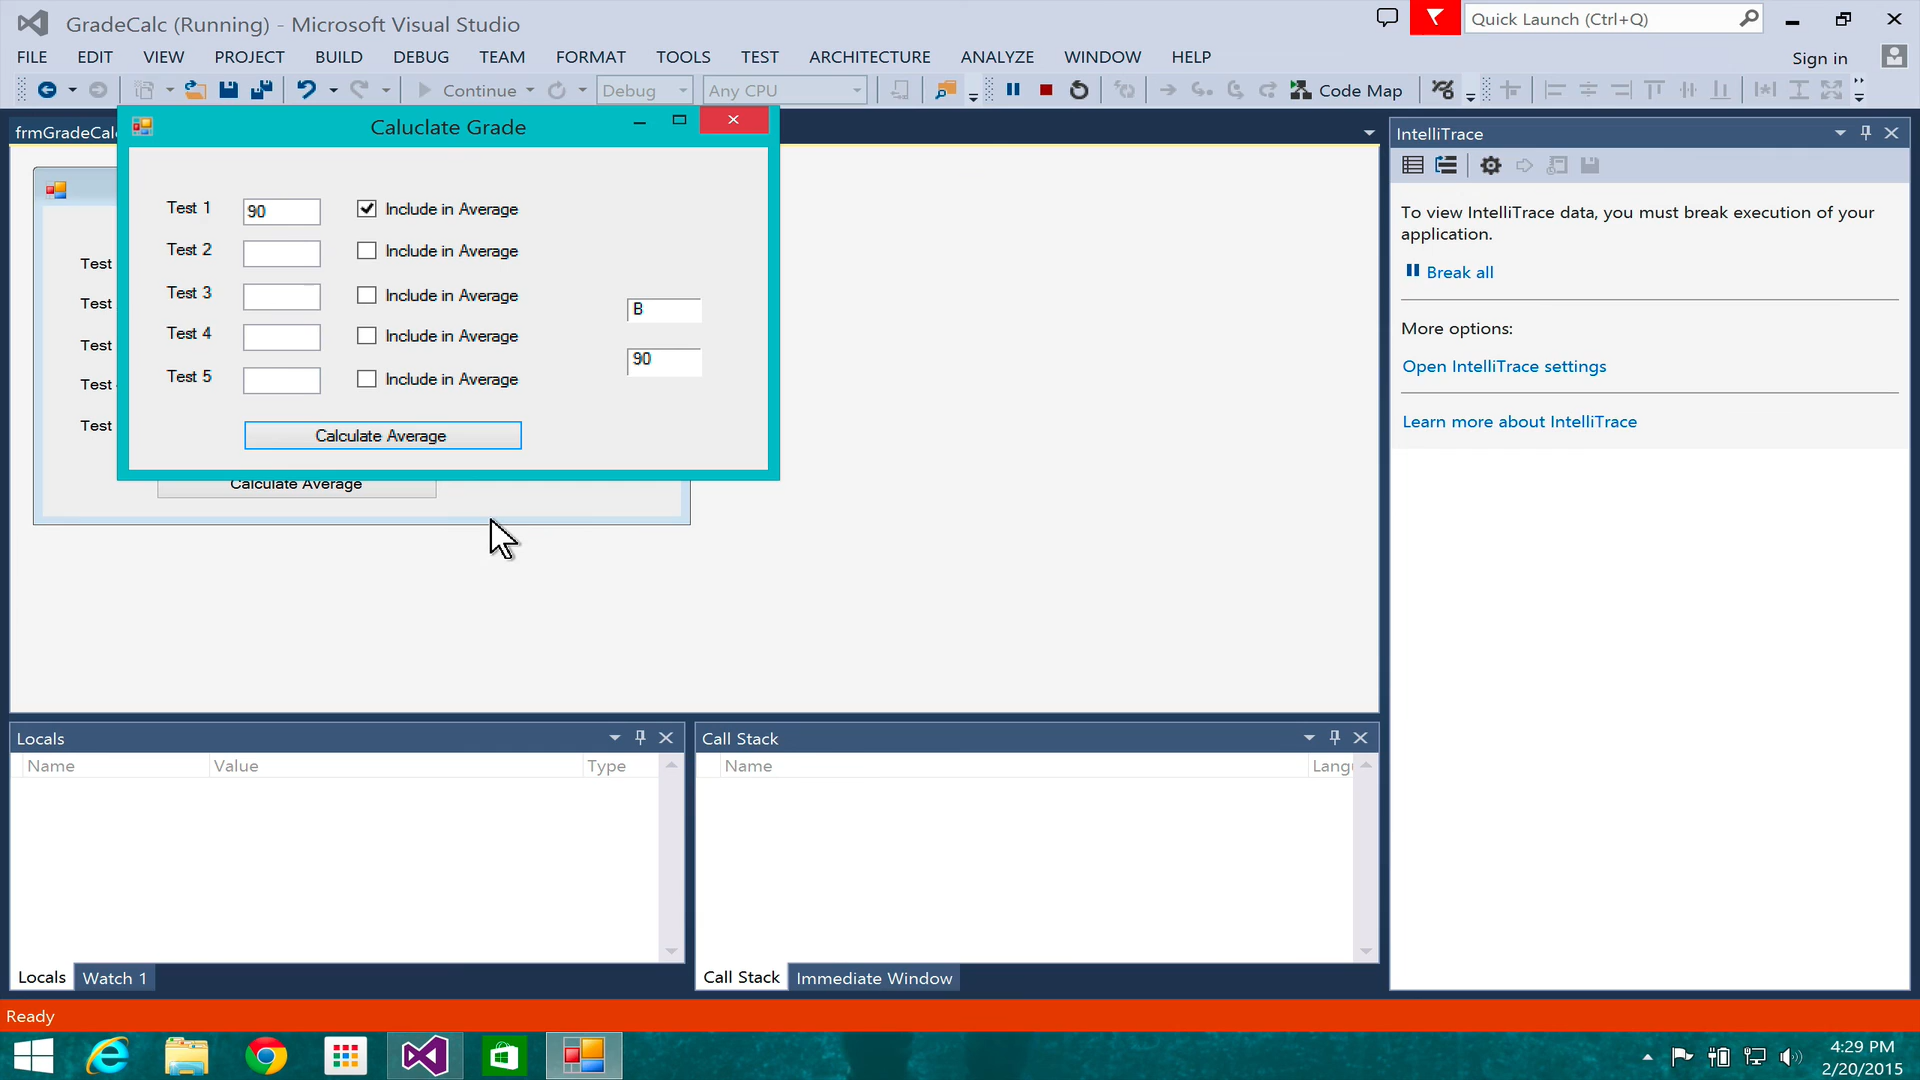 GradeCalc (Running) - Microsoft Visual Studio
Quick Launch (Ctrl+Q)
FILE EDIT VIEW PROJECT BUILD DEBUG TEAM FORMAT TOOLS TEST ARCHITECTURE ANALYZE WINDOW HELP
Sign in
Continue Debug Any CPU Code Map
frmGradeCalc
Caluclate Grade
Test 1 90 Include in Average
Test 2 Include in Average
Test 3 Include in Average
Test 4 Include in Average
Test 5 Include in Average
B
90
Calculate Average
Test
Test
Test
Test
Test
Calculate Average
IntelliTrace
To view IntelliTrace data, you must break execution of your
application.
Break all
More options:
Open IntelliTrace settings
Learn more about IntelliTrace
Locals
Name Value Type
Locals Watch 1
Call Stack
Name Langu
Call Stack Immediate Window
Ready
4:29 PM
2/20/2015